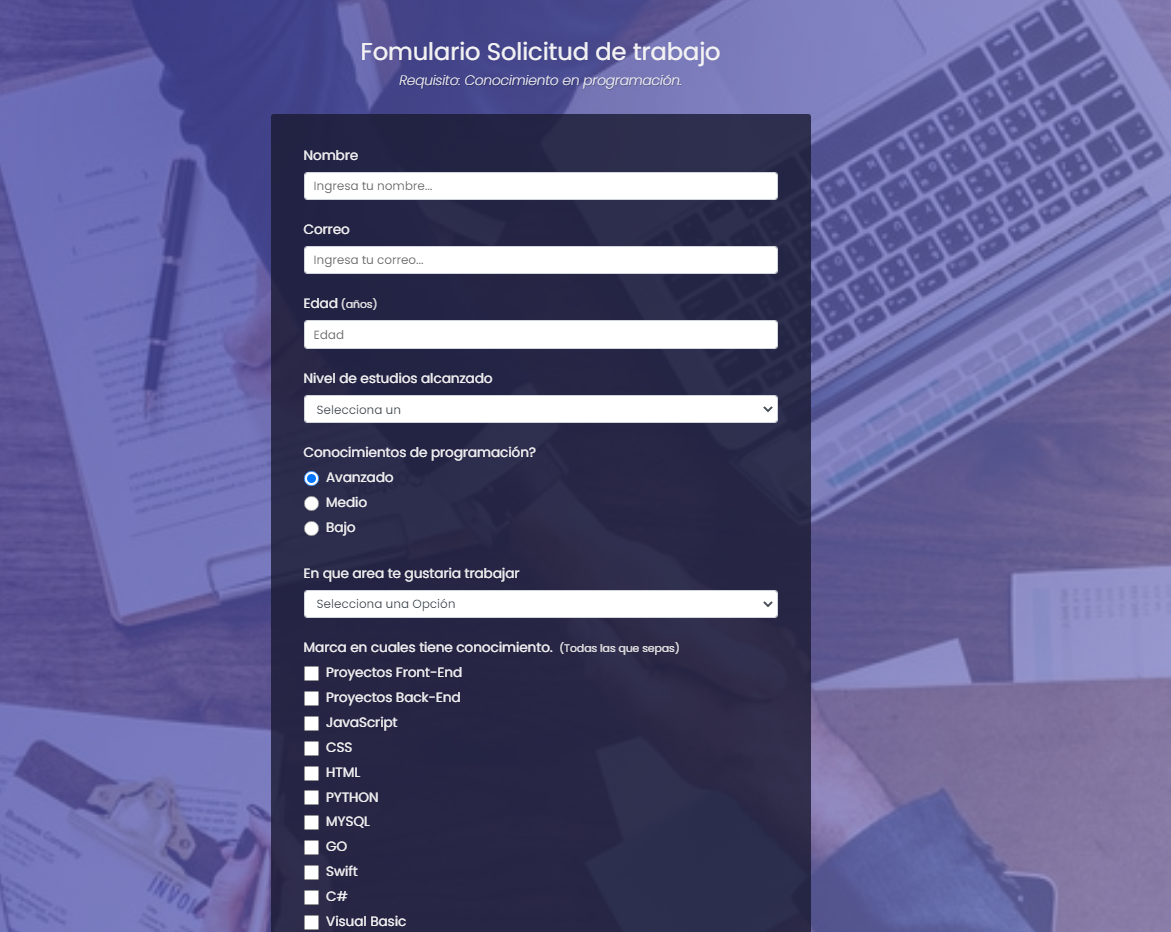 Fomulario Solicitud de trabajo
Requisito: Conocimiento en programación.
Nombre
Ingresa tu nombre...
Correo
Ingresa tu correo...
Edad (años)
Edad
Nivel de estudios alcanzado
Selecciona un
Conocimientos de programación?
Avanzado
Medio
Bajo
En que area te gustaria trabajar
Selecciona una Opción
Marca en cuales tiene conocimiento. (Todas las que sepas)
Proyectos Front-End
Proyectos Back-End
JavaScript
CSS
HTML
PYTHON
MYSQL
GO
Swift
C#
Visual Basic
Business Company